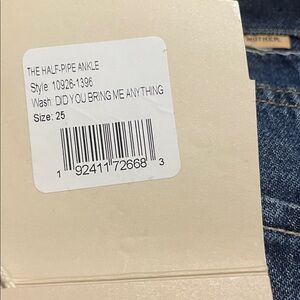 MOTHER
THE HALF-PIPE ANKLE
Style: 10926-1396
Wash: DID YOU BRING ME ANYTHING
Size: 25
1 92411 72668 3